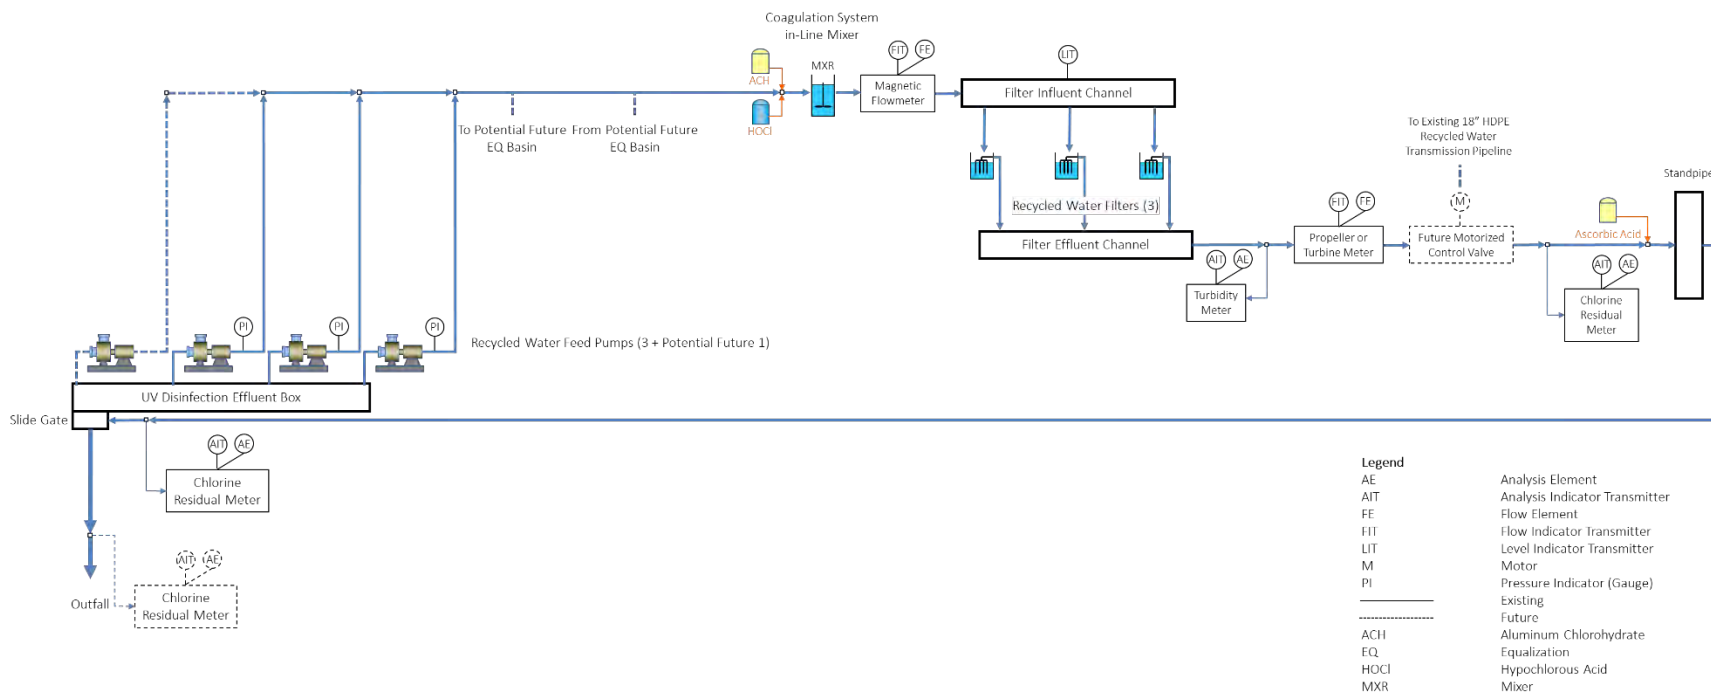 Coagulation System
in-Line Mixer
ACH
HOCl
MXR
FIT
FE
Magnetic
Flowmeter
LIT
Filter Influent Channel
To Potential Future
EQ Basin
From Potential Future
EQ Basin
Recycled Water Filters (3)
Filter Effluent Channel
AIT
AE
Turbidity
Meter
FIT
FE
Propeller or
Turbine Meter
To Existing 18" HDPE
Recycled Water
Transmission Pipeline
M
Future Motorized
Control Valve
Ascorbic Acid
AIT
AE
Chlorine
Residual
Meter
Standpipe
PI
PI
PI
Recycled Water Feed Pumps (3 + Potential Future 1)
UV Disinfection Effluent Box
Slide Gate
AIT
AE
Chlorine
Residual Meter
Outfall
AIT
AE
Chlorine
Residual Meter
Legend
AE Analysis Element
AIT Analysis Indicator Transmitter
FE Flow Element
FIT Flow Indicator Transmitter
LIT Level Indicator Transmitter
M Motor
PI Pressure Indicator (Gauge)
Existing
Future
ACH Aluminum Chlorohydrate
EQ Equalization
HOCl Hypochlorous Acid
MXR Mixer